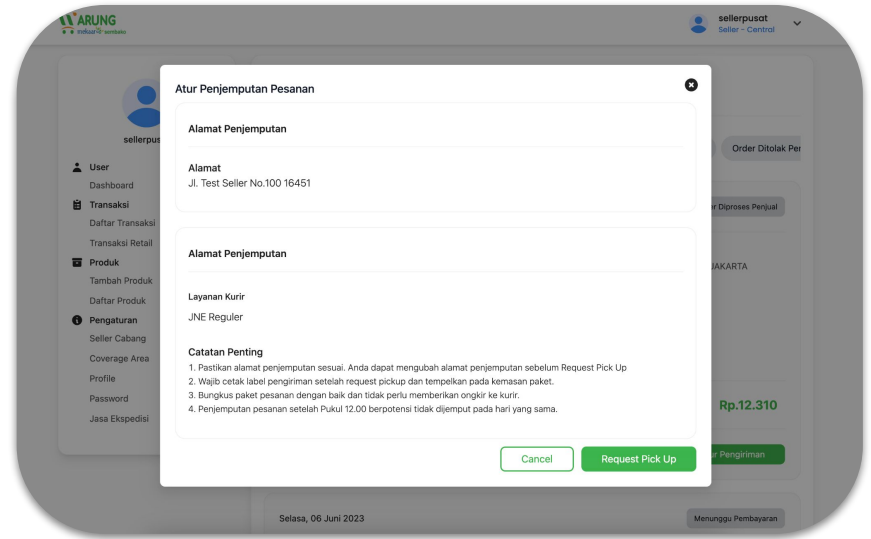 WARUNG
mekaar sembako
sellerpusat
Seller - Central
sellerpus
User
Dashboard
Transaksi
Daftar Transaksi
Transaksi Retail
Produk
Tambah Produk
Daftar Produk
Pengaturan
Seller Cabang
Coverage Area
Profile
Password
Jasa Ekspedisi
Atur Penjemputan Pesanan
Alamat Penjemputan
Alamat
Jl. Test Seller No.100 16451
Alamat Penjemputan
Layanan Kurir
JNE Reguler
Catatan Penting
1. Pastikan alamat penjemputan sesuai. Anda dapat mengubah alamat penjemputan sebelum Request Pick Up
2. Wajib cetak label pengiriman setelah request pickup dan tempelkan pada kemasan paket.
3. Bungkus paket pesanan dengan baik dan tidak perlu memberikan ongkir ke kurir.
4. Penjemputan pesanan setelah Pukul 12.00 berpotensi tidak dijemput pada hari yang sama.
Cancel
Request Pick Up
Order Ditolak Per
r Diproses Penjual
JAKARTA
Rp.12.310
ur Pengiriman
Selasa, 06 Juni 2023
Menunggu Pembayaran